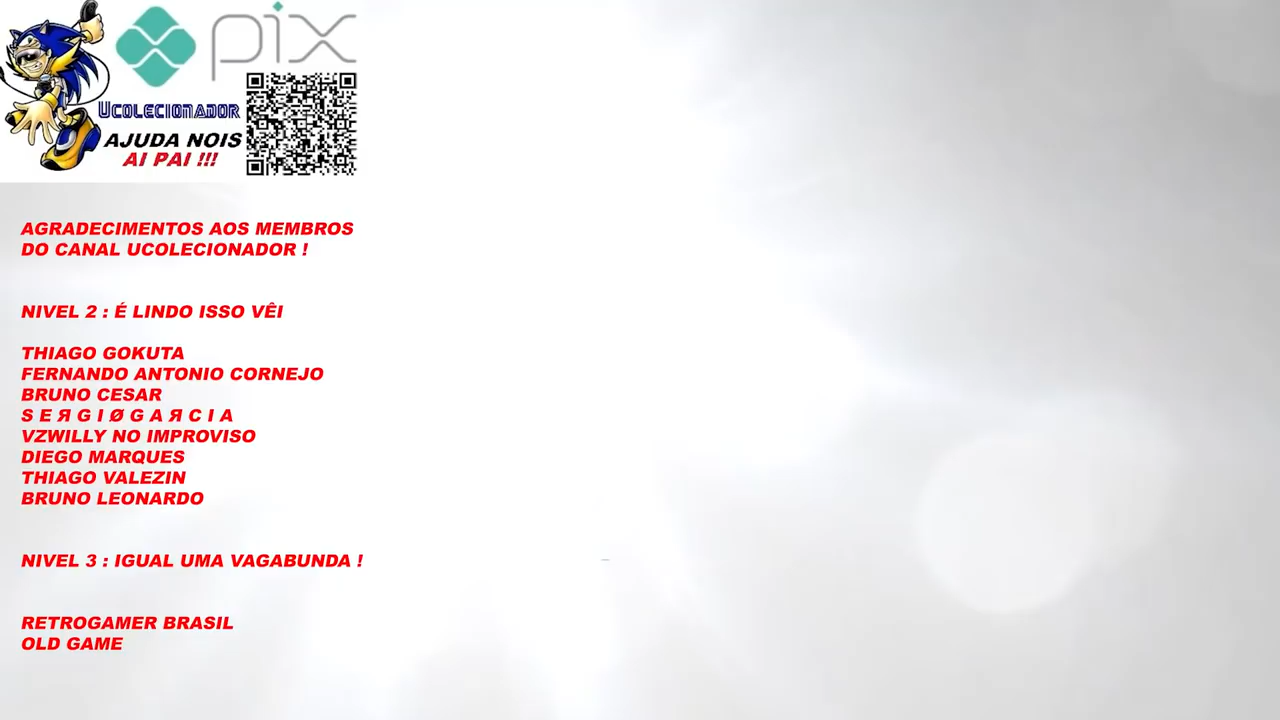 pix
UCOLECIONADOR
AJUDA NOIS
AI PAI !!!
AGRADECIMENTOS AOS MEMBROS
DO CANAL UCOLECIONADOR !
NIVEL 2 : É LINDO ISSO VÊI
THIAGO GOKUTA
FERNANDO ANTONIO CORNEJO
BRUNO CESAR
S E Я G I Ø G A Я C I A
VZWILLY NO IMPROVISO
DIEGO MARQUES
THIAGO VALEZIN
BRUNO LEONARDO
NIVEL 3 : IGUAL UMA VAGABUNDA !
RETROGAMER BRASIL
OLD GAME